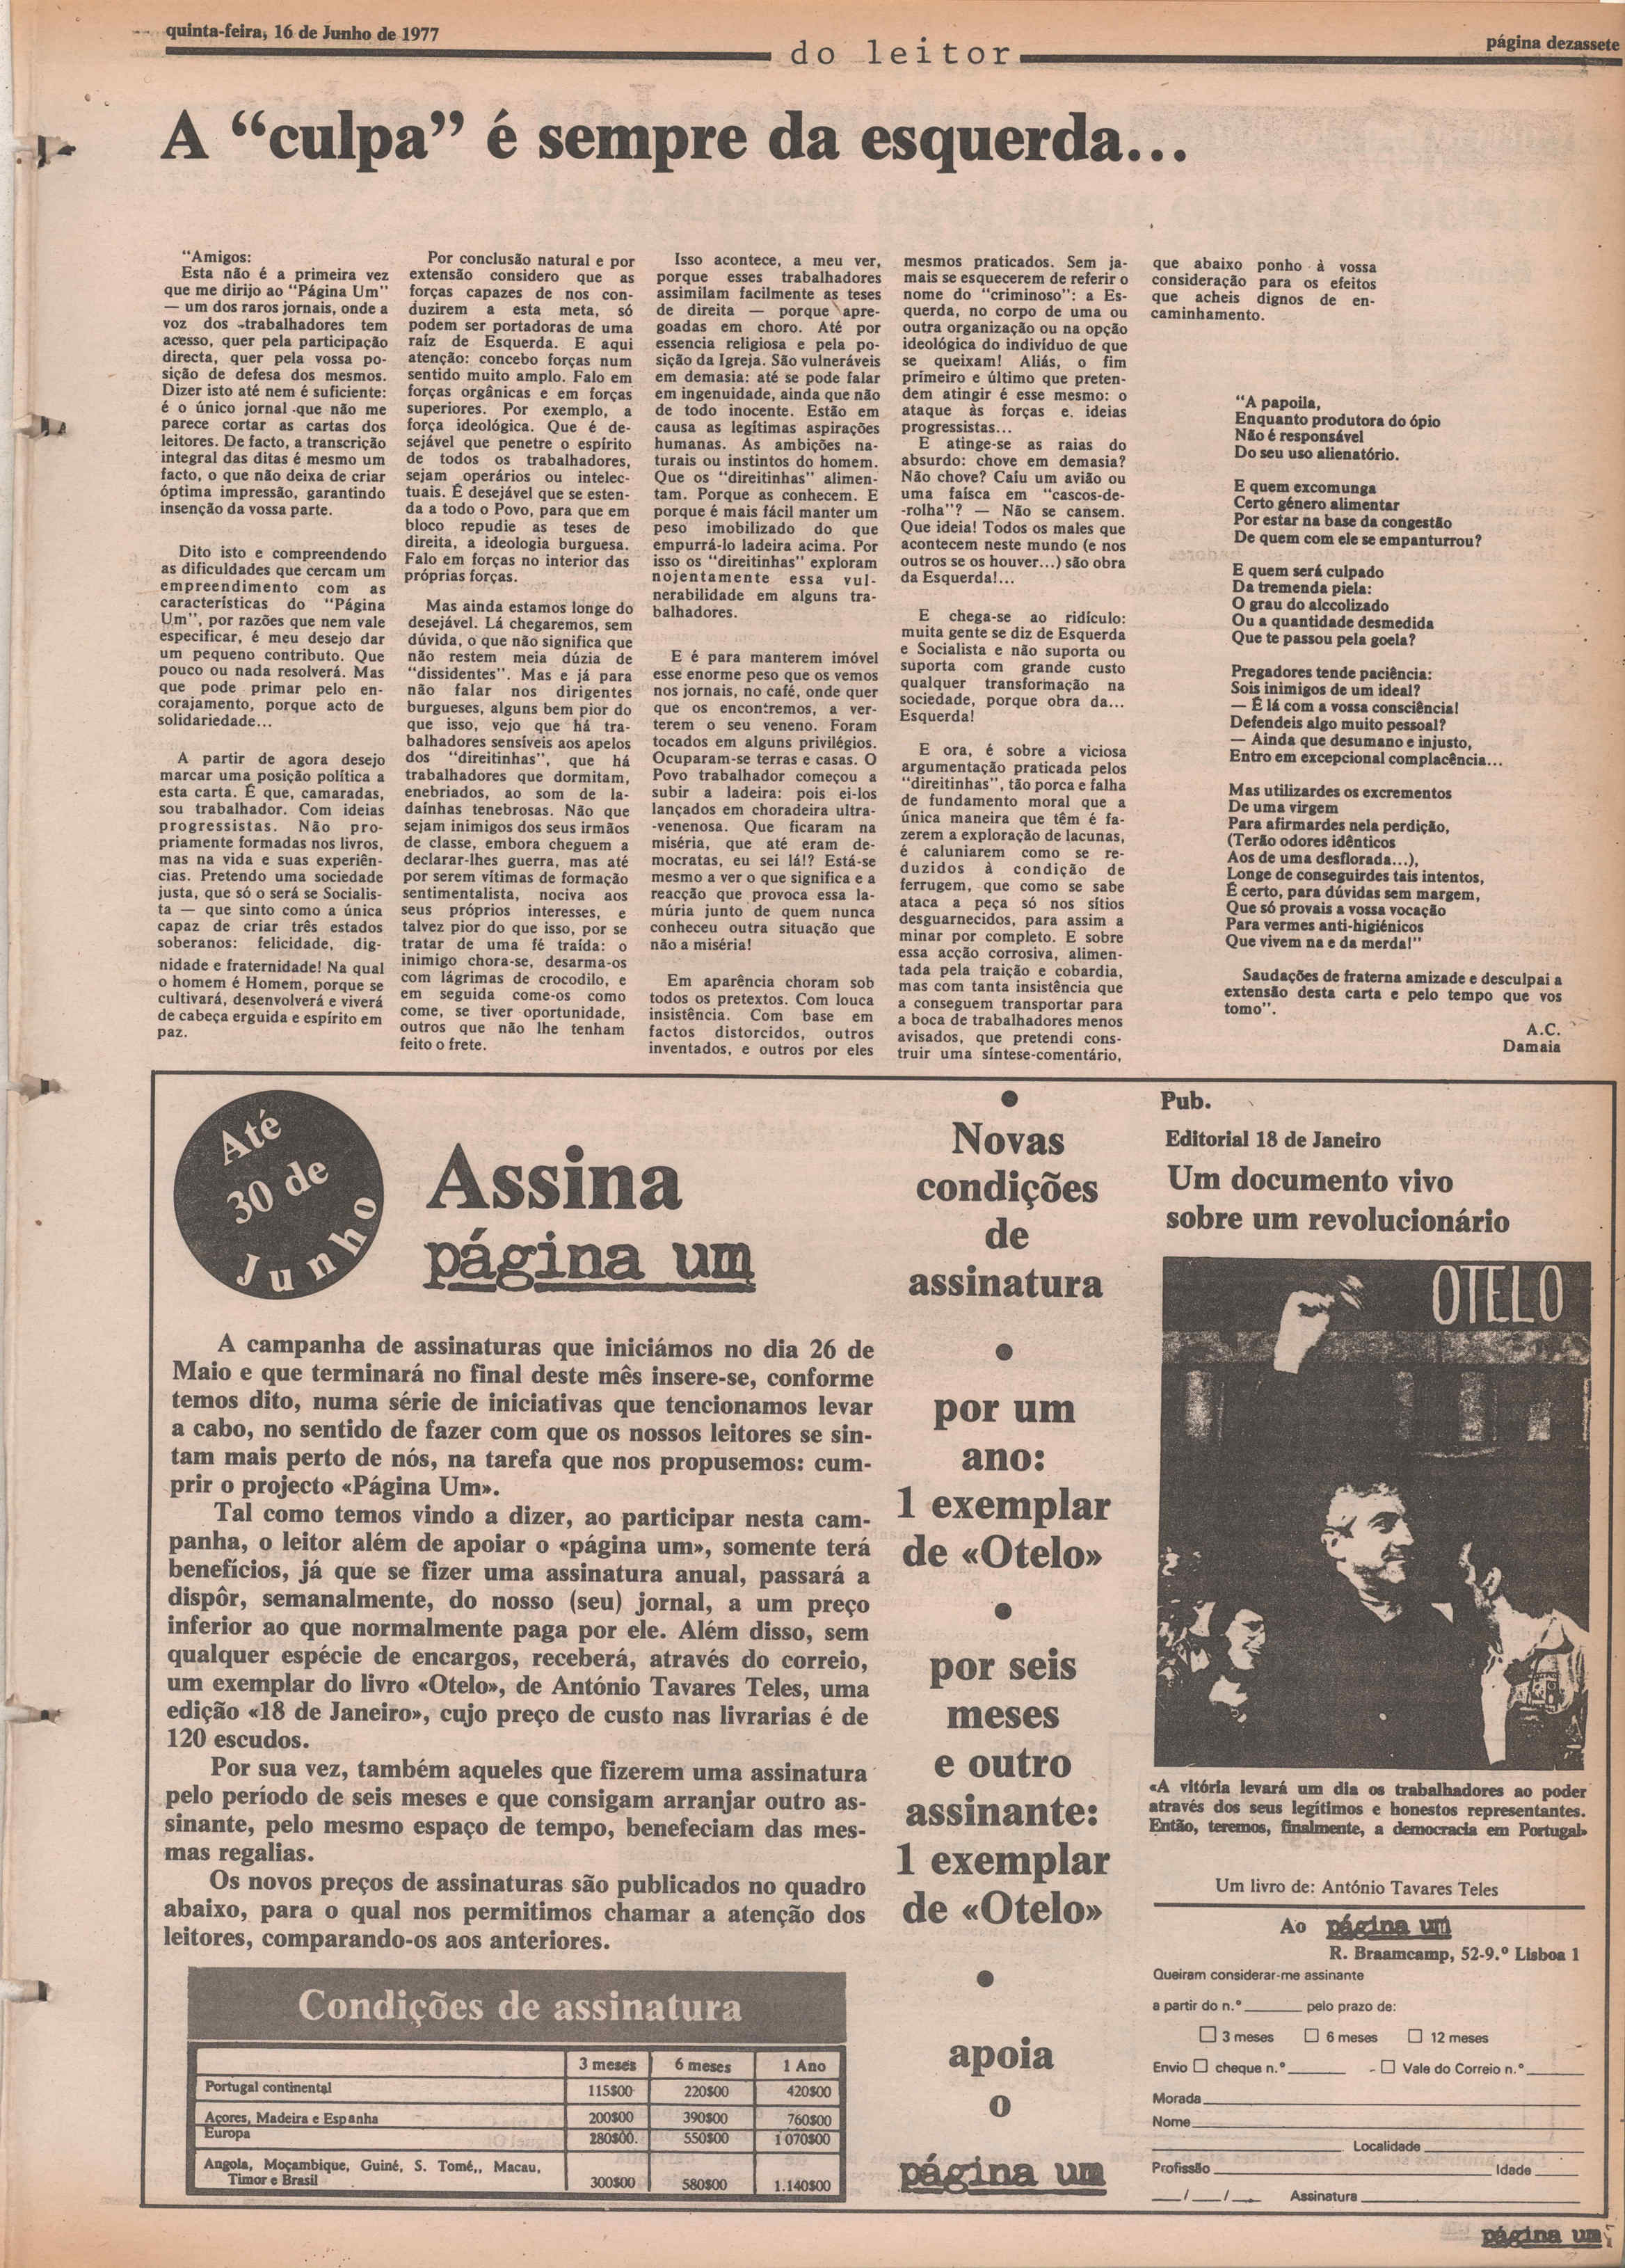 quinta-feira, 16 de Junho de 1977
do leitor
página dezassete
A “culpa” é sempre da esquerda...
“Amigos:
Esta não é a primeira vez
que me dirijo ao “Página Um”
— um dos raros jornais, onde a
voz dos trabalhadores tem
acesso, quer pela participação
directa, quer pela vossa po-
sição de defesa dos mesmos.
Dizer isto até nem é suficiente:
é o único jornal que não me
parece cortar as cartas dos
leitores. De facto, a transcrição
integral das ditas é mesmo um
facto, o que não deixa de criar
óptima impressão, garantindo
insenção da vossa parte.
Dito isto e compreendendo
as dificuldades que cercam um
empreendimento com as
características do “Página
Um”, por razões que nem vale
especificar, é meu desejo dar
um pequeno contributo. Que
pouco ou nada resolverá. Mas
que pode primar pelo en-
corajamento, porque acto de
solidariedade...
A partir de agora desejo
marcar uma posição política a
esta carta. É que, camaradas,
sou trabalhador. Com ideias
progressistas. Não pro-
priamente formadas nos livros,
mas na vida e suas experiên-
cias. Pretendo uma sociedade
justa, que só o será se Socialis-
ta — que sinto como a única
capaz de criar três estados
soberanos: felicidade, dig-
nidade e fraternidade! Na qual
o homem é Homem, porque se
cultivará, desenvolverá e viverá
de cabeça erguida e espírito em
paz.
Por conclusão natural e por
extensão considero que as
forças capazes de nos con-
duzirem a esta meta, só
podem ser portadoras de uma
raíz de Esquerda. E aqui
atenção: concebo forças num
sentido muito amplo. Falo em
forças orgânicas e em forças
superiores. Por exemplo, a
força ideológica. Que é de-
sejável que penetre o espírito
de todos os trabalhadores,
sejam operários ou intelec-
tuais. É desejável que se esten-
da a todo o Povo, para que em
bloco repudie as teses de
direita, a ideologia burguesa.
Falo em forças no interior das
próprias forças.
Mas ainda estamos longe do
desejável. Lá chegaremos, sem
dúvida, o que não significa que
não restem meia dúzia de
“dissidentes”. Mas e já para
não falar nos dirigentes
burgueses, alguns bem pior do
que isso, vejo que há tra-
balhadores sensíveis aos apelos
dos “direitinhas”, que há
trabalhadores que dormitam,
enebriados, ao som de la-
daínhas tenebrosas. Não que
sejam inimigos dos seus irmãos
de classe, embora cheguem a
declarar-lhes guerra, mas até
por serem vítimas de formação
sentimentalista, nociva aos
seus próprios interesses, e
talvez pior do que isso, por se
tratar de uma fé traída: o
inimigo chora-se, desarma-os
com lágrimas de crocodilo, e
em seguida come-os como
come, se tiver oportunidade,
outros que não lhe tenham
feito o frete.
Isso acontece, a meu ver,
porque esses trabalhadores
assimilam facilmente as teses
de direita — porque apre-
goadas em choro. Até por
essencia religiosa e pela po-
sição da Igreja. São vulneráveis
em demasia: até se pode falar
em ingenuidade, ainda que não
de todo inocente. Estão em
causa as legítimas aspirações
humanas. As ambições na-
turais ou instintos do homem.
Que os “direitinhas” alimen-
tam. Porque as conhecem. E
porque é mais fácil manter um
peso imobilizado do que
empurrá-lo ladeira acima. Por
isso os “direitinhas” exploram
nojentamente essa vul-
nerabilidade em alguns tra-
balhadores.
E é para manterem imóvel
esse enorme peso que os vemos
nos jornais, no café, onde quer
que os encontremos, a ver-
terem o seu veneno. Foram
tocados em alguns privilégios.
Ocuparam-se terras e casas. O
Povo trabalhador começou a
subir a ladeira: pois ei-los
lançados em choradeira ultra-
-venenosa. Que ficaram na
miséria, que até eram de-
mocratas, eu sei lá!? Está-se
mesmo a ver o que significa e a
reacção que provoca essa la-
múria junto de quem nunca
conheceu outra situação que
não a miséria!
Em aparência choram sob
todos os pretextos. Com louca
insistência. Com base em
factos distorcidos, outros
inventados, e outros por eles
mesmos praticados. Sem ja-
mais se esquecerem de referir o
nome do “criminoso”: a Es-
querda, no corpo de uma ou
outra organização ou na opção
ideológica do indivíduo de que
se queixam! Aliás, o fim
primeiro e último que preten-
dem atingir é esse mesmo: o
ataque às forças e ideias
progressistas...
E atinge-se as raias do
absurdo: chove em demasia?
Não chove? Caíu um avião ou
uma faísca em “cascos-de-
-rolha”? — Não se cansem.
Que ideia! Todos os males que
acontecem neste mundo (e nos
outros se os houver...) são obra
da Esquerda!...
E chega-se ao ridículo:
muita gente se diz de Esquerda
e Socialista e não suporta ou
suporta com grande custo
qualquer transformação na
sociedade, porque obra da...
Esquerda!
E ora, é sobre a viciosa
argumentação praticada pelos
“direitinhas”, tão porca e falha
de fundamento moral que a
única maneira que têm é fa-
zerem a exploração de lacunas,
é caluniarem como se re-
duzidos à condição de
ferrugem, que como se sabe
ataca a peça só nos sítios
desguarnecidos, para assim a
minar por completo. E sobre
essa acção corrosiva, alimen-
tada pela traição e cobardia,
mas com tanta insistência que
a conseguem transportar para
a boca de trabalhadores menos
avisados, que pretendi cons-
truir uma síntese-comentário,
que abaixo ponho à vossa
consideração para os efeitos
que acheis dignos de en-
caminhamento.
“A papoila,
Enquanto produtora do ópio
Não é responsável
Do seu uso alienatório.
E quem excomunga
Certo género alimentar
Por estar na base da congestão
De quem com ele se empanturrou?
E quem será culpado
Da tremenda piela:
O grau do alccolizado
Ou a quantidade desmedida
Que te passou pela goela?
Pregadores tende paciência:
Sois inimigos de um ideal?
— É lá com a vossa consciência!
Defendeis algo muito pessoal?
— Ainda que desumano e injusto,
Entro em excepcional complacência...
Mas utilizardes os excrementos
De uma virgem
Para afirmardes nela perdição,
(Terão odores idênticos
Aos de uma desflorada...),
Longe de conseguirdes tais intentos,
É certo, para dúvidas sem margem,
Que só provais a vossa vocação
Para vermes anti-higiénicos
Que vivem na e da merda!”
Saudações de fraterna amizade e desculpai a
extensão desta carta e pelo tempo que vos
tomo”.
A.C.
Damaia
Até
30 de
Junho
Assina
página um
A campanha de assinaturas que iniciámos no dia 26 de
Maio e que terminará no final deste mês insere-se, conforme
temos dito, numa série de iniciativas que tencionamos levar
a cabo, no sentido de fazer com que os nossos leitores se sin-
tam mais perto de nós, na tarefa que nos propusemos: cum-
prir o projecto «Página Um».
Tal como temos vindo a dizer, ao participar nesta cam-
panha, o leitor além de apoiar o «página um», somente terá
benefícios, já que se fizer uma assinatura anual, passará a
dispôr, semanalmente, do nosso (seu) jornal, a um preço
inferior ao que normalmente paga por ele. Além disso, sem
qualquer espécie de encargos, receberá, através do correio,
um exemplar do livro «Otelo», de António Tavares Teles, uma
edição «18 de Janeiro», cujo preço de custo nas livrarias é de
120 escudos.
Por sua vez, também aqueles que fizerem uma assinatura
pelo período de seis meses e que consigam arranjar outro as-
sinante, pelo mesmo espaço de tempo, benefeciam das mes-
mas regalias.
Os novos preços de assinaturas são publicados no quadro
abaixo, para o qual nos permitimos chamar a atenção dos
leitores, comparando-os aos anteriores.
Condições de assinatura
3 meses 6 meses 1 Ano
Portugal continental 115$00 220$00 420$00
Açores, Madeira e Espanha 200$00 390$00 760$00
Europa 280$00. 550$00 1 070$00
Angola, Moçambique, Guiné, S. Tomé,, Macau,
Timor e Brasil 300$00 580$00 1.140$00
•
Novas
condições
de
assinatura
•
por um
ano:
1 exemplar
de «Otelo»
•
por seis
meses
e outro
assinante:
1 exemplar
de «Otelo»
•
apoia
o
página um
Pub.
Editorial 18 de Janeiro
Um documento vivo
sobre um revolucionário
OTELO
«A vitória levará um dia os trabalhadores ao poder
através dos seus legítimos e honestos representantes.
Então, teremos, finalmente, a democracia em Portugal»
Um livro de: António Tavares Teles
Ao página um
R. Braamcamp, 52-9.º Lisboa 1
Queiram considerar-me assinante
a partir do n.º ______ pelo prazo de:
☐ 3 meses ☐ 6 meses ☐ 12 meses
Envio ☐ cheque n.º ______ - ☐ Vale do Correio n.º ______
Morada
Nome
Localidade
Profissão Idade
__/__/__ Assinatura
página um